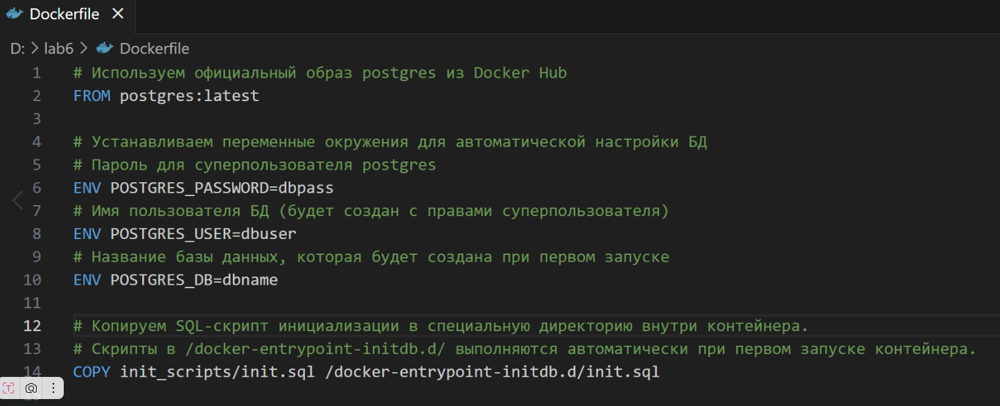 Dockerfile
D: > lab6 > Dockerfile
1 # Используем официальный образ postgres из Docker Hub
2 FROM postgres:latest
3
4 # Устанавливаем переменные окружения для автоматической настройки БД
5 # Пароль для суперпользователя postgres
6 ENV POSTGRES_PASSWORD=dbpass
7 # Имя пользователя БД (будет создан с правами суперпользователя)
8 ENV POSTGRES_USER=dbuser
9 # Название базы данных, которая будет создана при первом запуске
10 ENV POSTGRES_DB=dbname
11
12 # Копируем SQL-скрипт инициализации в специальную директорию внутри контейнера.
13 # Скрипты в /docker-entrypoint-initdb.d/ выполняются автоматически при первом запуске контейнера.
14 COPY init_scripts/init.sql /docker-entrypoint-initdb.d/init.sql